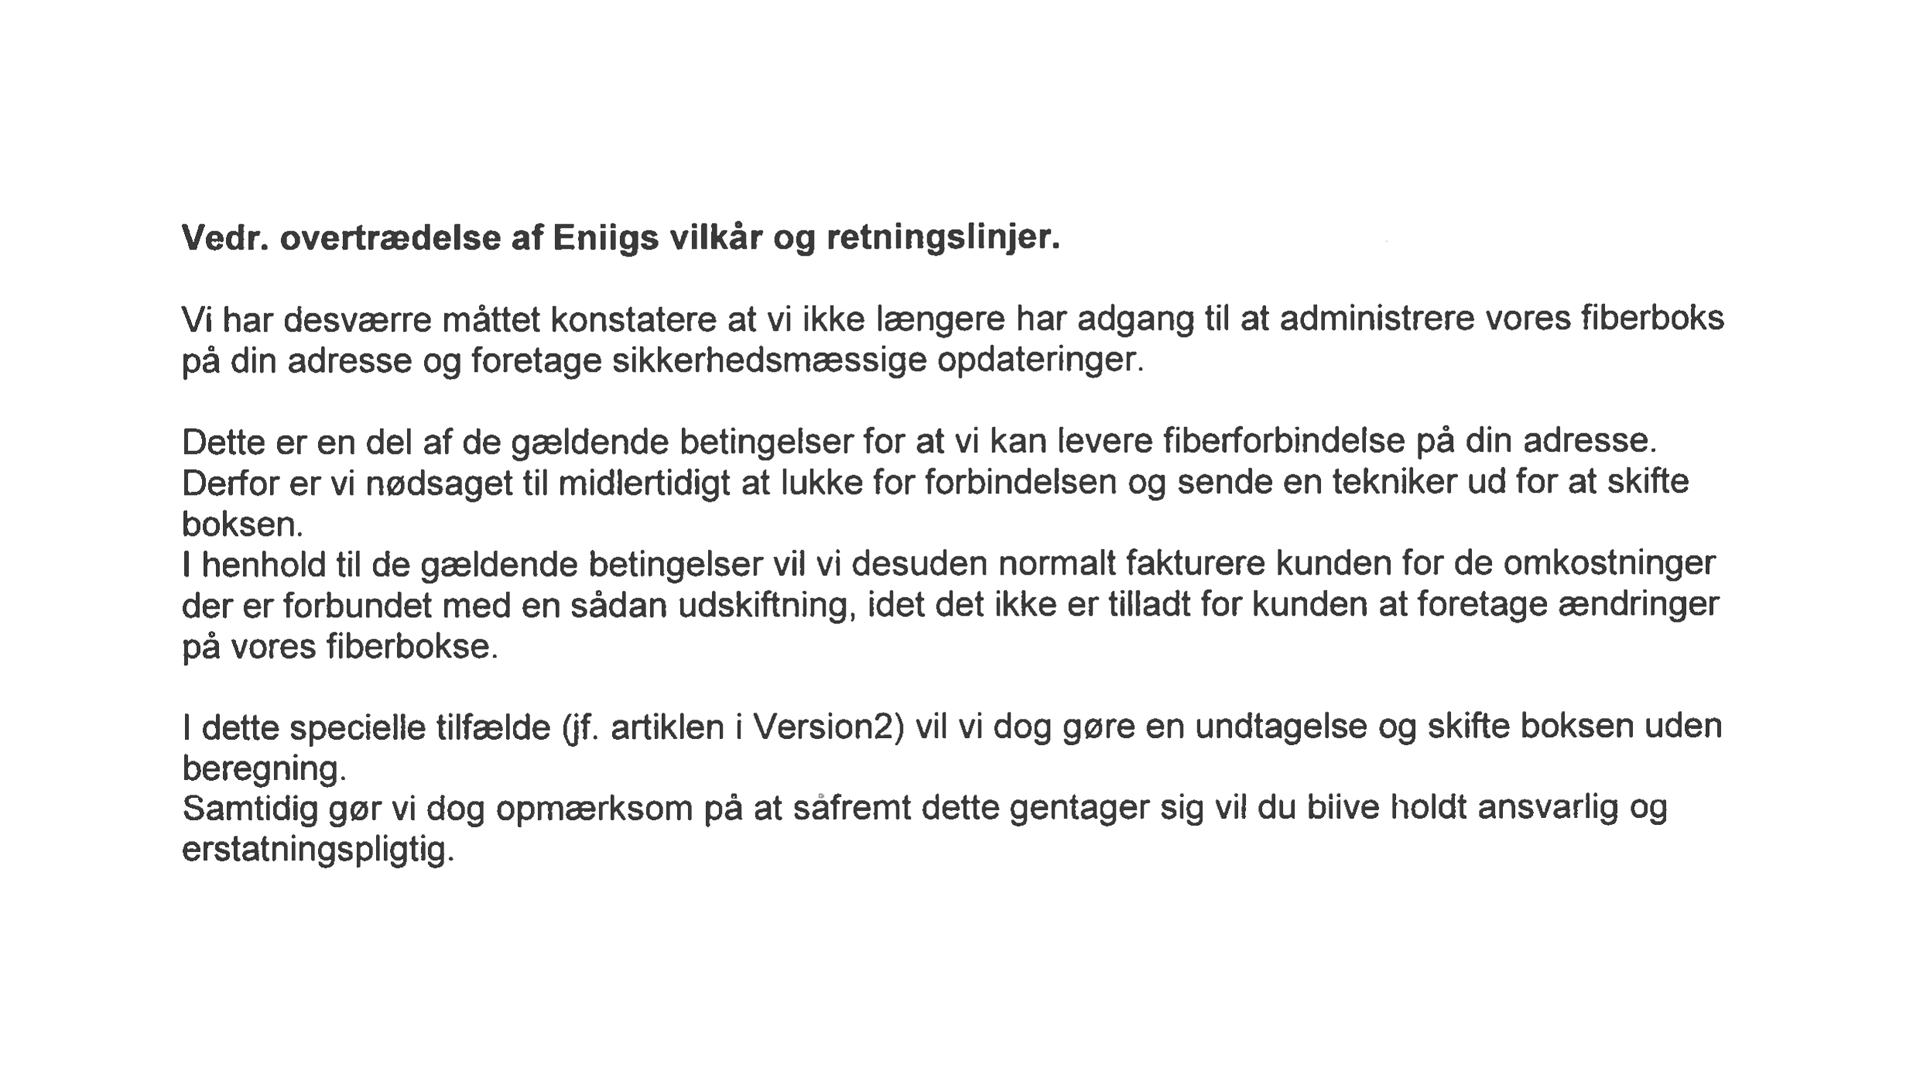 Vedr. overtrædelse af Eniigs vilkår og retningslinjer.
Vi har desværre måttet konstatere at vi ikke længere har adgang til at administrere vores fiberboks
på din adresse og foretage sikkerhedsmæssige opdateringer.
Dette er en del af de gældende betingelser for at vi kan levere fiberforbindelse på din adresse.
Derfor er vi nødsaget til midlertidigt at lukke for forbindelsen og sende en tekniker ud for at skifte
boksen.
I henhold til de gældende betingelser vil vi desuden normalt fakturere kunden for de omkostninger
der er forbundet med en sådan udskiftning, idet det ikke er tilladt for kunden at foretage ændringer
på vores fiberbokse.
I dette specielle tilfælde (jf. artiklen i Version2) vil vi dog gøre en undtagelse og skifte boksen uden
beregning.
Samtidig gør vi dog opmærksom på at såfremt dette gentager sig vil du blive holdt ansvarlig og
erstatningspligtig.